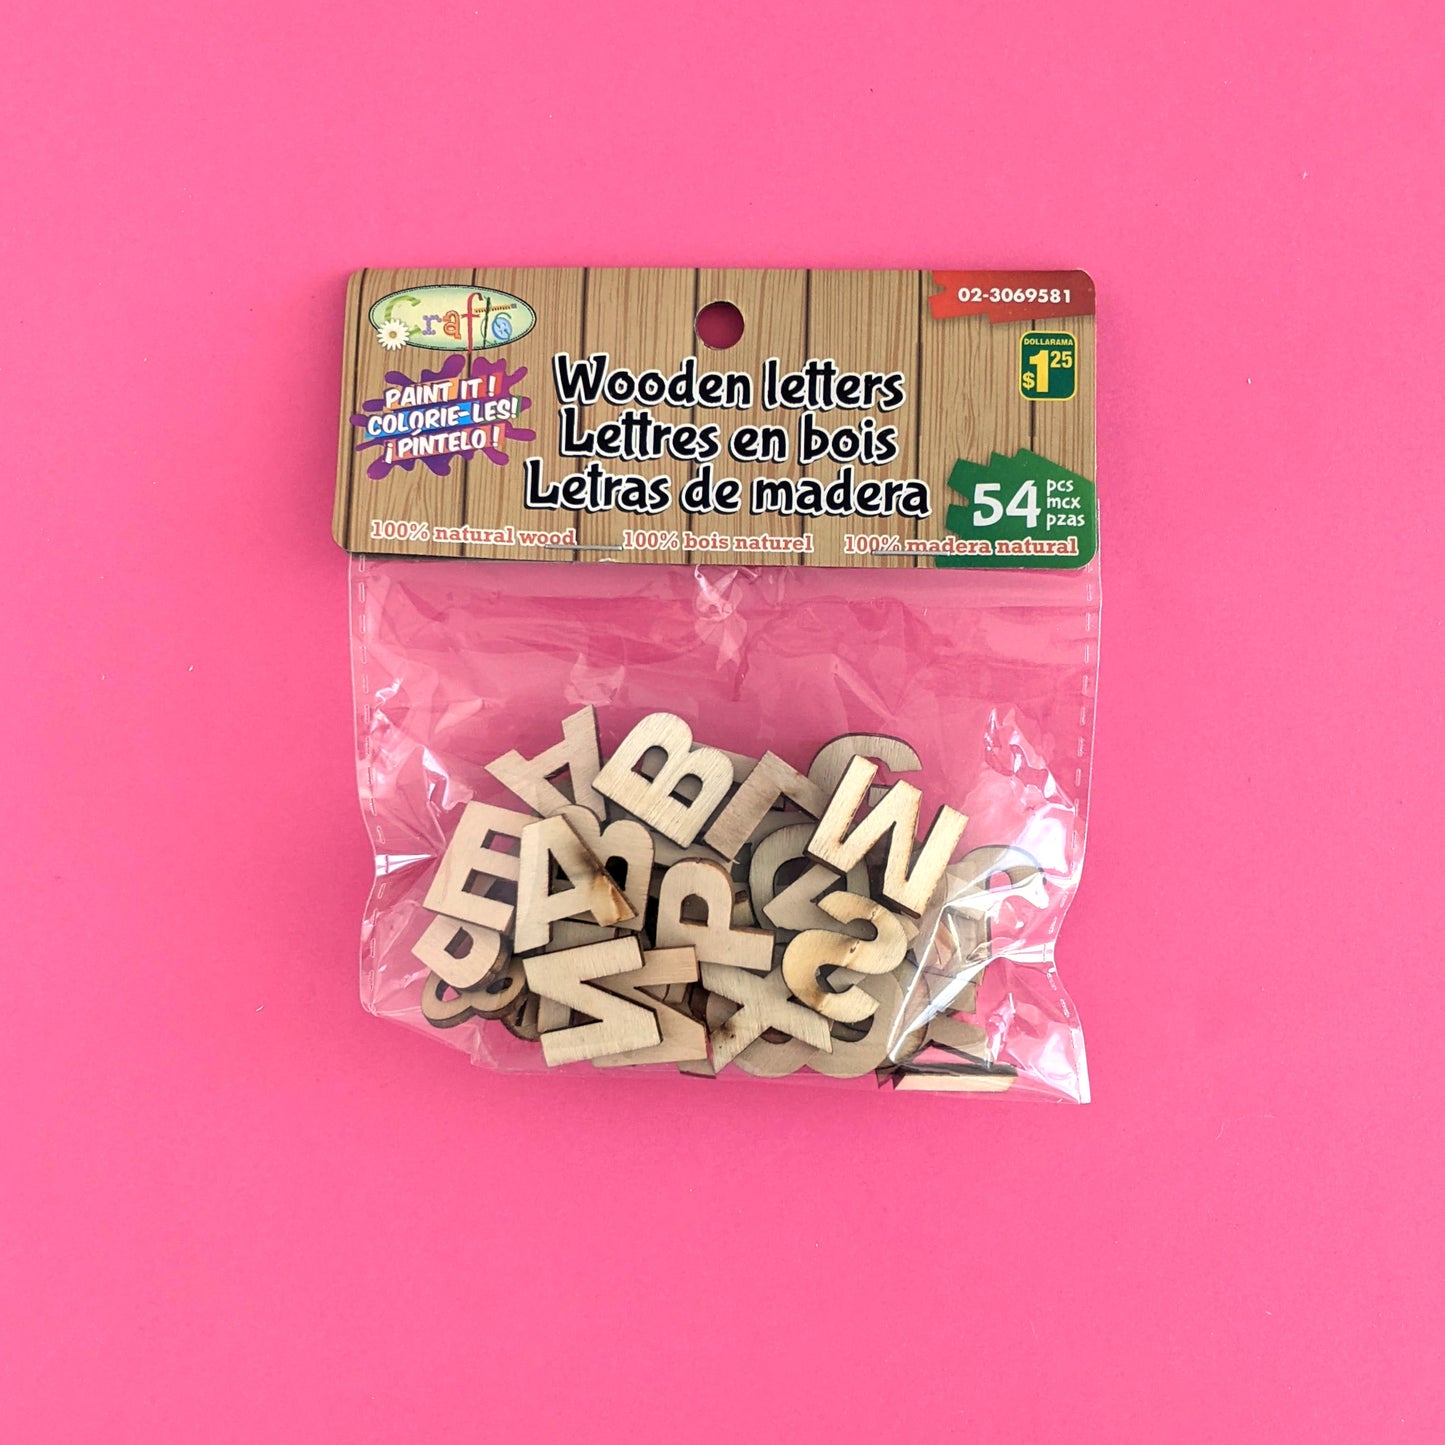 Crafts
02-3069581
DOLLARAMA
$1 25
PAINT IT!
COLORIE-LES!
¡PÍNTELO!
Wooden letters
Lettres en bois
Letras de madera
54 pcs
mcx
pzas
100% natural wood 100% bois naturel 100% madera natural